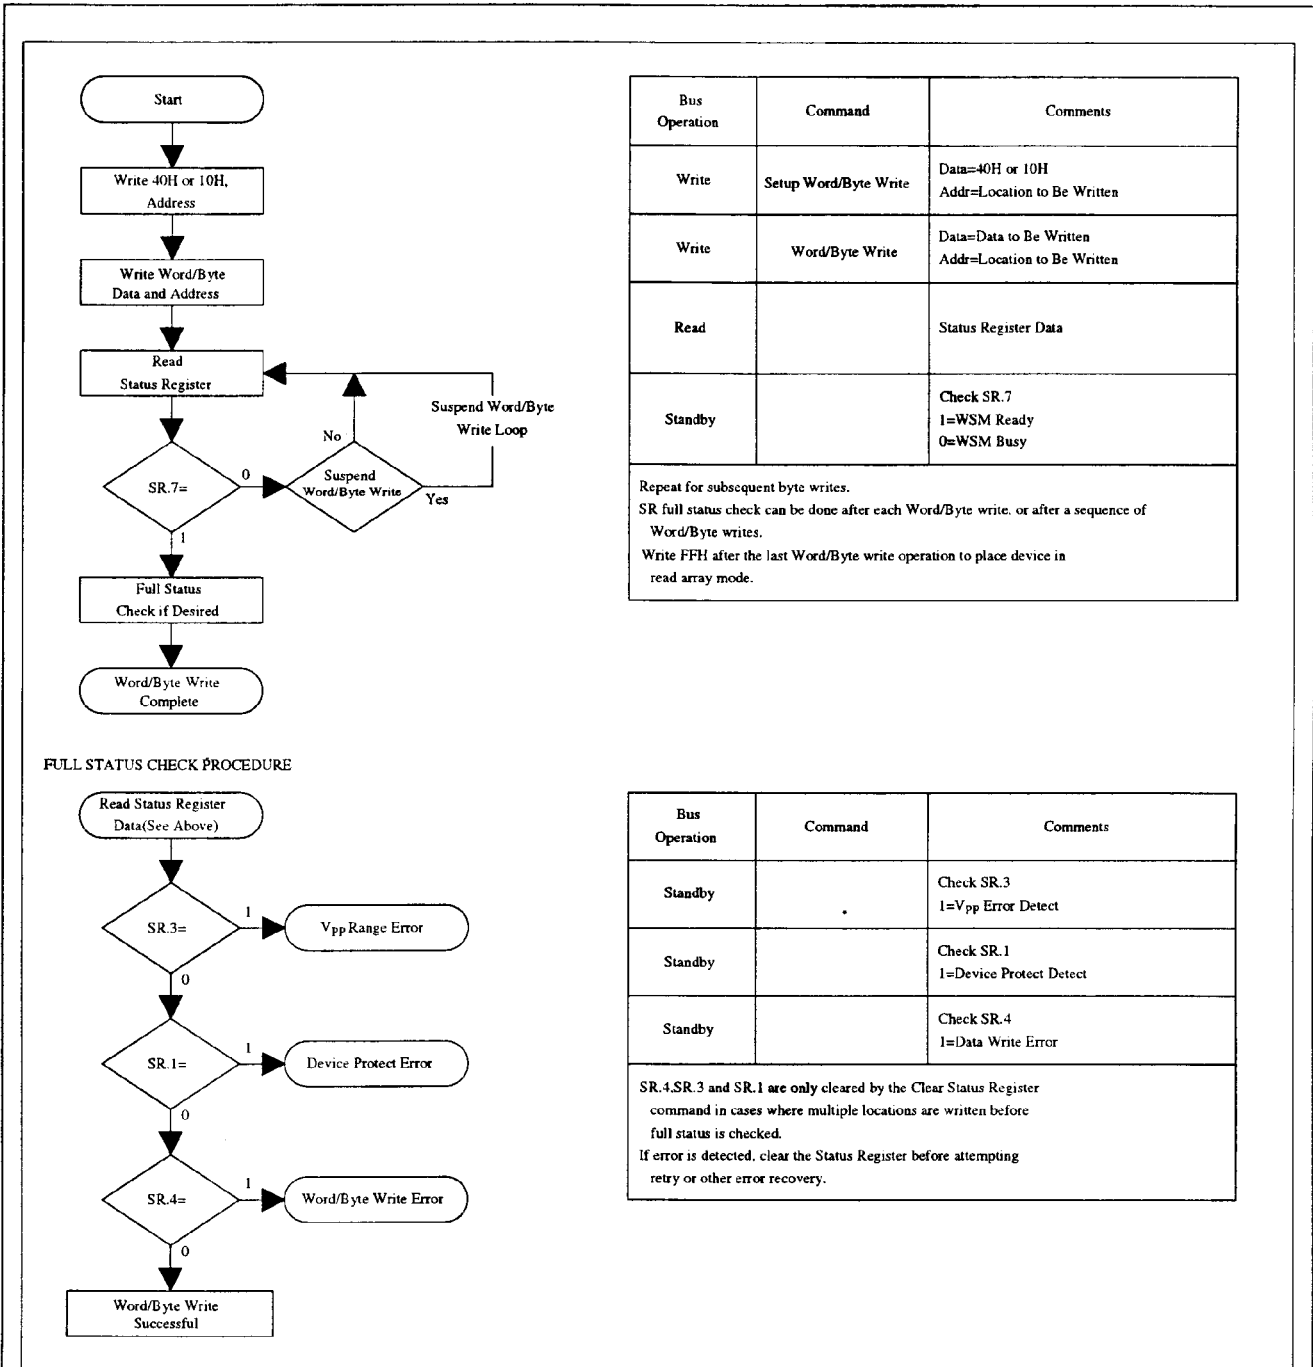 Start
Write 40H or 10H,
Address
Write Word/Byte
Data and Address
Read
Status Register
Suspend Word/Byte
Write Loop
No
SR.7=
0
Suspend
Word/Byte Write
Yes
1
Full Status
Check if Desired
Word/Byte Write
Complete
Bus
Operation
Command
Comments
Write
Setup Word/Byte Write
Data=40H or 10H
Addr=Location to Be Written
Write
Word/Byte Write
Data=Data to Be Written
Addr=Location to Be Written
Read
Status Register Data
Standby
Check SR.7
1=WSM Ready
0=WSM Busy
Repeat for subsequent byte writes.
SR full status check can be done after each Word/Byte write, or after a sequence of
Word/Byte writes.
Write FFH after the last Word/Byte write operation to place device in
read array mode.
FULL STATUS CHECK PROCEDURE
Read Status Register
Data(See Above)
SR.3=
1
VPP Range Error
0
SR.1=
1
Device Protect Error
0
SR.4=
1
Word/Byte Write Error
0
Word/Byte Write
Successful
Bus
Operation
Command
Comments
Standby
Check SR.3
1=VPP Error Detect
Standby
Check SR.1
1=Device Protect Detect
Standby
Check SR.4
1=Data Write Error
SR.4,SR.3 and SR.1 are only cleared by the Clear Status Register
command in cases where multiple locations are written before
full status is checked.
If error is detected, clear the Status Register before attempting
retry or other error recovery.